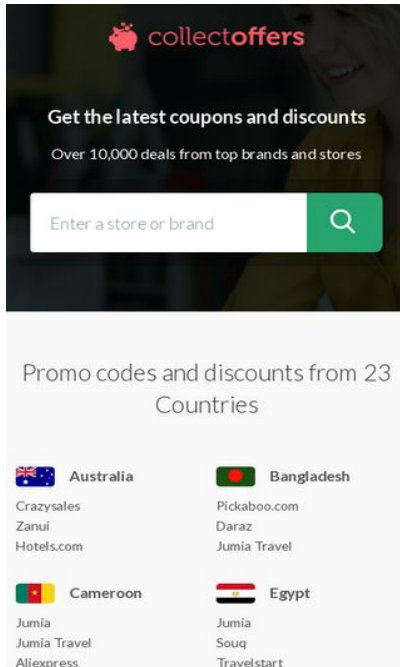 collectoffers
Get the latest coupons and discounts
Over 10,000 deals from top brands and stores
Enter a store or brand
Promo codes and discounts from 23
Countries
Australia
Crazysales
Zanui
Hotels.com
Bangladesh
Pickaboo.com
Daraz
Jumia Travel
Cameroon
Jumia
Jumia Travel
Aliexpress
Egypt
Jumia
Souq
Travelstart